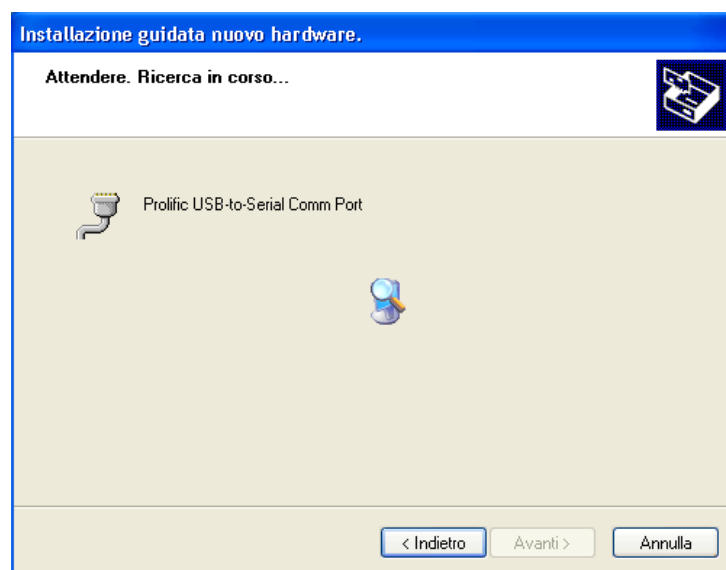 Installazione guidata nuovo hardware.
Attendere. Ricerca in corso...
Prolific USB-to-Serial Comm Port
< Indietro
Avanti >
Annulla